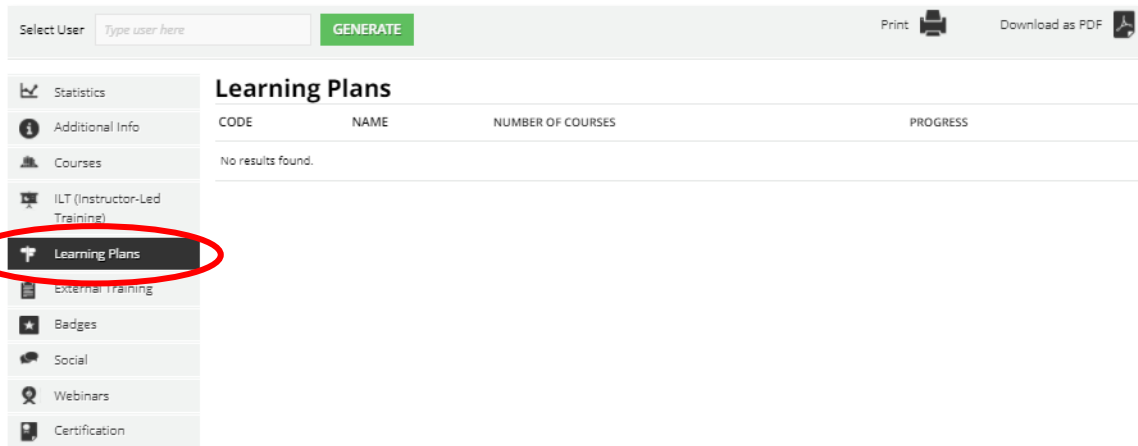 Select User Type user here GENERATE Print Download as PDF
Statistics
Additional Info
Courses
ILT (Instructor-Led
Training)
Learning Plans
External Training
Badges
Social
Webinars
Certification
Learning Plans
CODE NAME NUMBER OF COURSES PROGRESS
No results found.